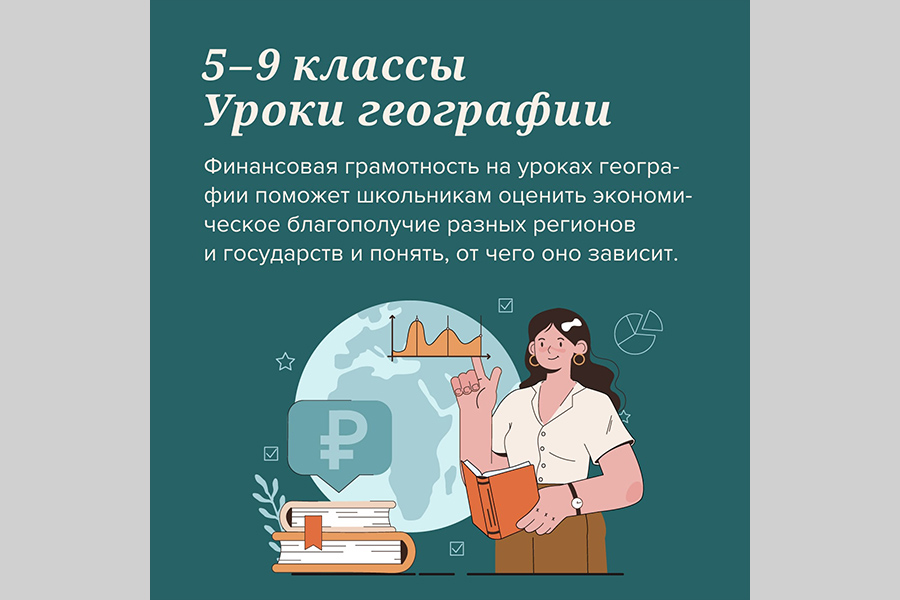 5–9 классы
Уроки географии
Финансовая грамотность на уроках геогра-
фии поможет школьникам оценить экономи-
ческое благополучие разных регионов
и государств и понять, от чего оно зависит.
₽